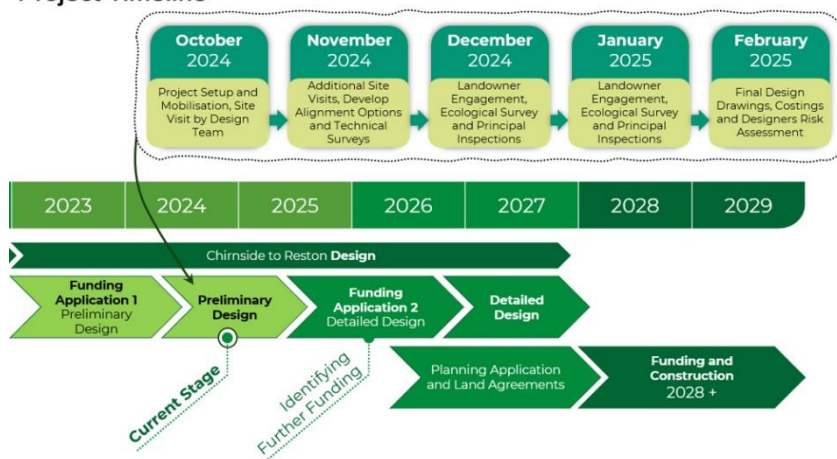 Project Timeline
October
2024
Project Setup and
Mobilisation, Site
Visit by Design
Team
November
2024
Additional Site
Visits, Develop
Alignment Options
and Technical
Surveys
December
2024
Landowner
Engagement,
Ecological Survey
and Principal
Inspections
January
2025
Landowner
Engagement,
Ecological Survey
and Principal
Inspections
February
2025
Final Design
Drawings, Costings
and Designers Risk
Assessment
2023
2024
2025
2026
2027
2028
2029
Chirnside to Reston Design
Funding
Application 1
Preliminary
Design
Preliminary
Design
Funding
Application 2
Detailed Design
Detailed
Design
Current Stage
Identifying
Further Funding
Planning Application
and Land Agreements
Funding and
Construction
2028 +